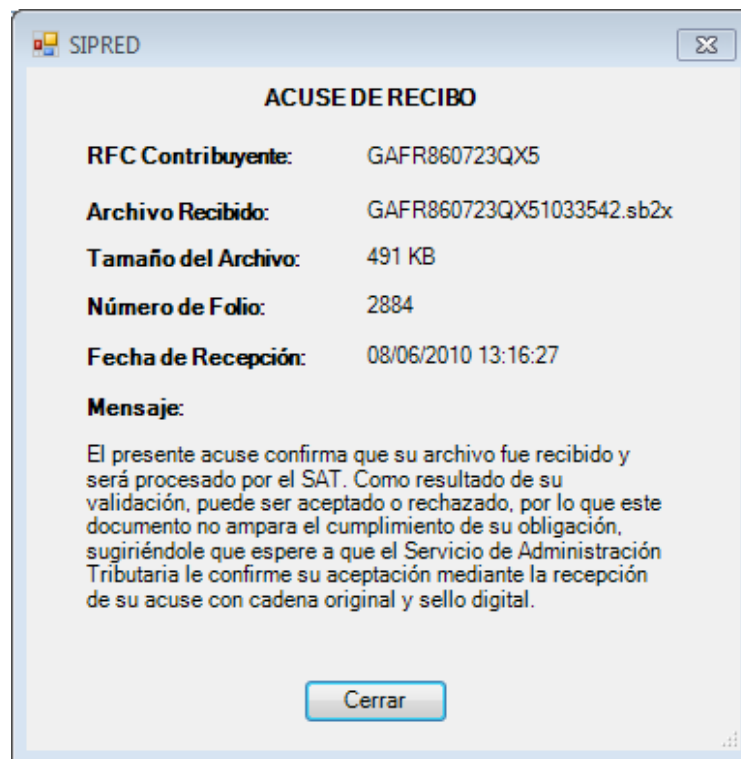 SIPRED
ACUSE DE RECIBO
RFC Contribuyente: GAFR860723QX5
Archivo Recibido: GAFR860723QX51033542.sb2x
Tamaño del Archivo: 491 KB
Número de Folio: 2884
Fecha de Recepción: 08/06/2010 13:16:27
Mensaje:
El presente acuse confirma que su archivo fue recibido y
será procesado por el SAT. Como resultado de su
validación, puede ser aceptado o rechazado, por lo que este
documento no ampara el cumplimiento de su obligación,
sugiriéndole que espere a que el Servicio de Administración
Tributaria le confirme su aceptación mediante la recepción
de su acuse con cadena original y sello digital.
Cerrar